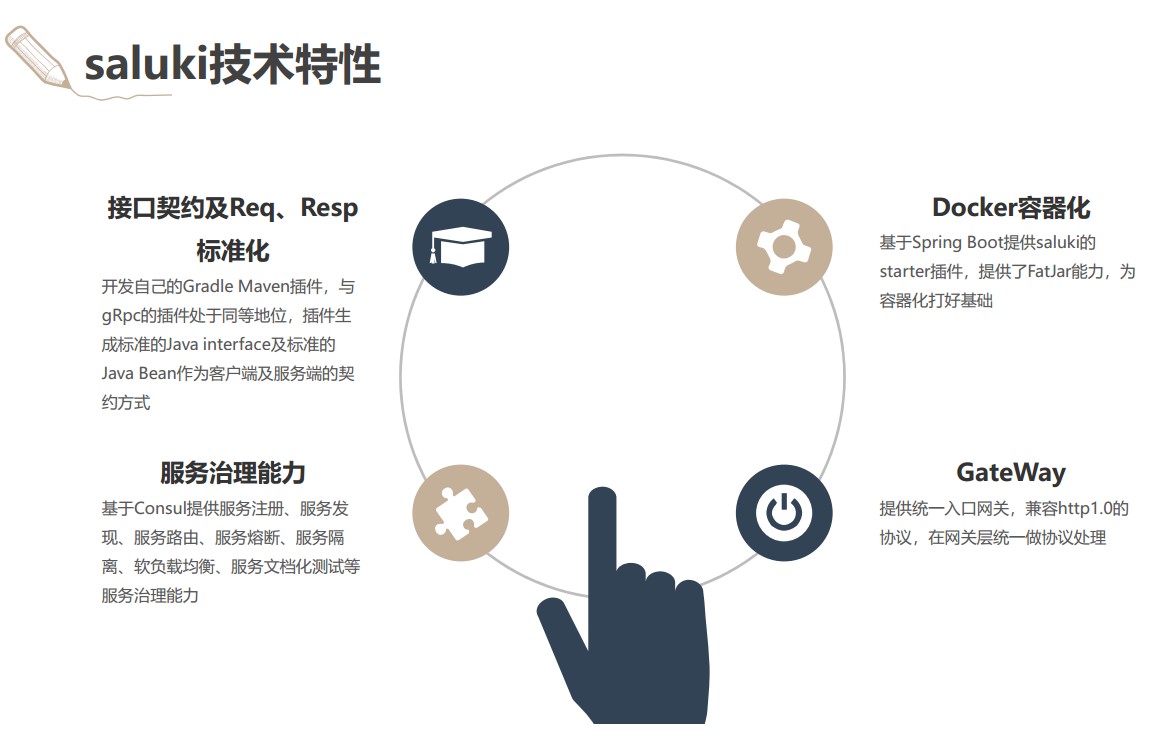 saluki技术特性
接口契约及Req、Resp
标准化
开发自己的Gradle Maven插件，与
gRpc的插件处于同等地位，插件生
成标准的Java interface及标准的
Java Bean作为客户端及服务端的契
约方式
服务治理能力
基于Consul提供服务注册、服务发
现、服务路由、服务熔断、服务隔
离、软负载均衡、服务文档化测试等
服务治理能力
Docker容器化
基于Spring Boot提供saluki的
starter插件，提供了FatJar能力，为
容器化打好基础
GateWay
提供统一入口网关，兼容http1.0的
协议，在网关层统一做协议处理